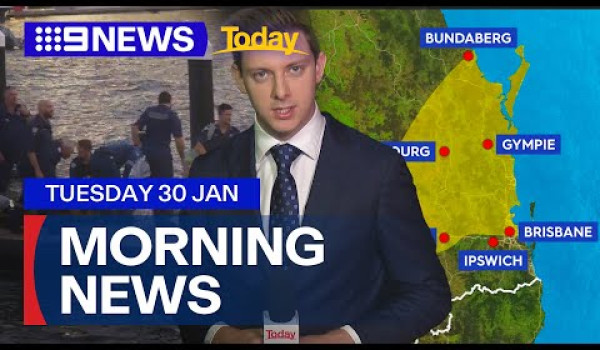 9NEWS Today
BUNDABERG
GYMPIE
BRISBANE
IPSWICH
TUESDAY 30 JAN
MORNING
NEWS
Today